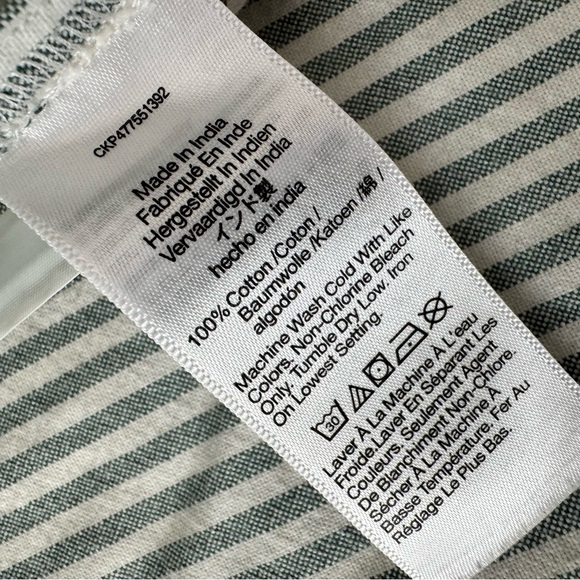 CKP477551392
Made In India
Fabriqué En Inde
Hergestellt In Indien
Vervaardigd In India
インド製
hecho en india
100% Cotton /Coton /
Baumwolle /Katoen /綿 /
algodon
Machine Wash Cold With Like
Colors. Non-Chlorine Bleach
Only. Tumble Dry Low. Iron
On Lowest Setting.
30
Laver À La Machine À L'eau
Froide.Laver En Séparant Les
Couleurs. Seulement Agent
De Blanchiment Non-Chlore.
Sécher À La Machine À
Basse Température. Fer Au
Réglage Le Plus Bas.